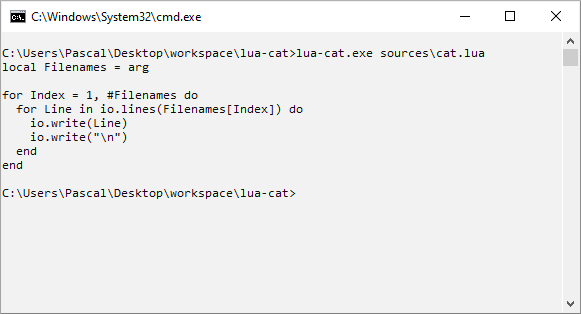 C:\Windows\System32\cmd.exe
C:\Users\Pascal\Desktop\workspace\lua-cat>lua-cat.exe sources\cat.lua
local Filenames = arg

for Index = 1, #Filenames do
  for Line in io.lines(Filenames[Index]) do
    io.write(Line)
    io.write("\n")
  end
end

C:\Users\Pascal\Desktop\workspace\lua-cat>